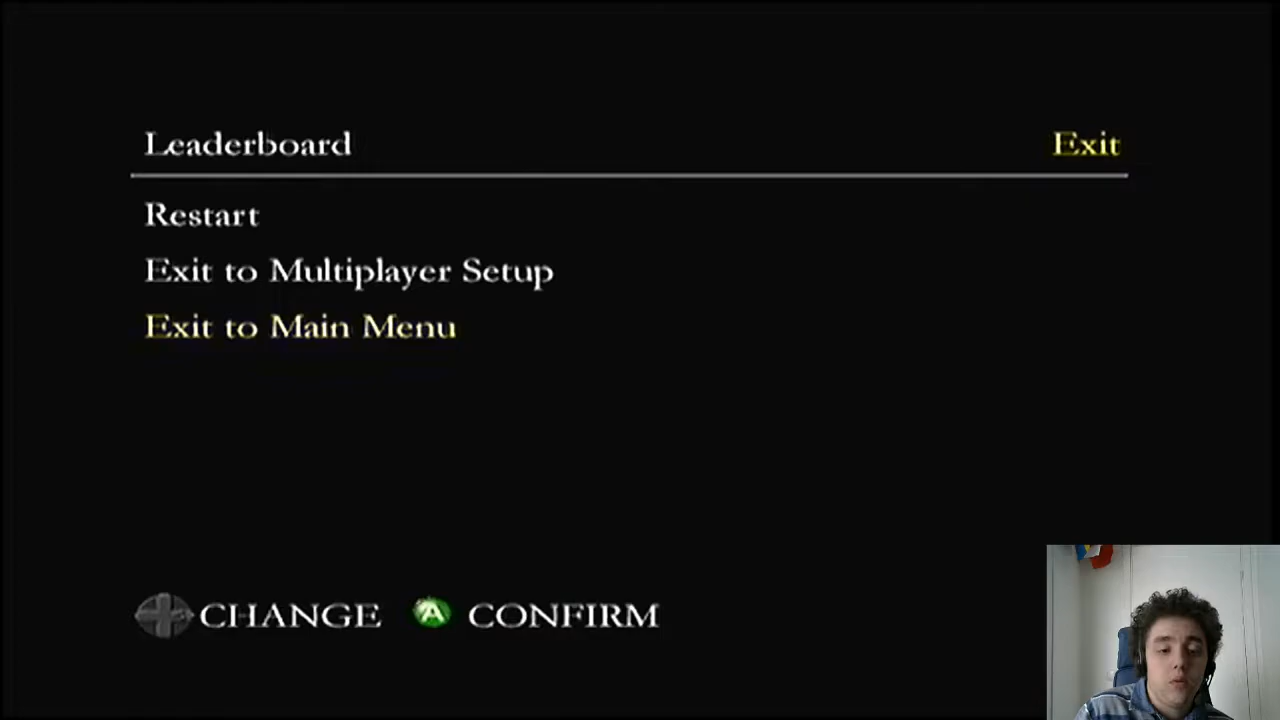 Leaderboard
Exit
Restart
Exit to Multiplayer Setup
Exit to Main Menu
CHANGE A CONFIRM